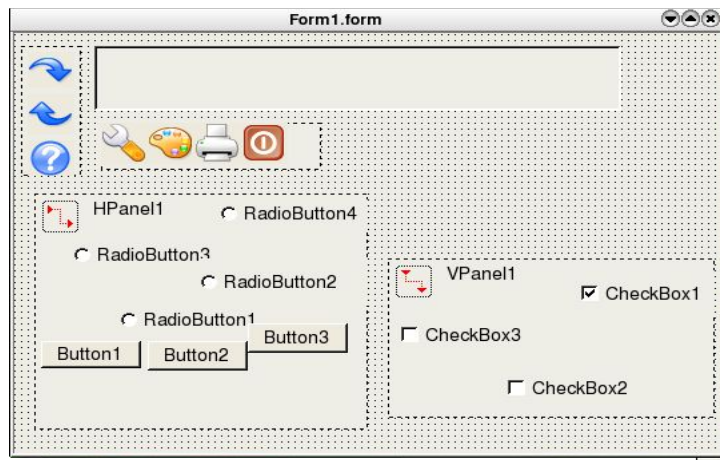 Form1.form
HPanel1
RadioButton4
RadioButton3
RadioButton2
RadioButton1
Button1
Button2
Button3
VPanel1
CheckBox1
CheckBox3
CheckBox2